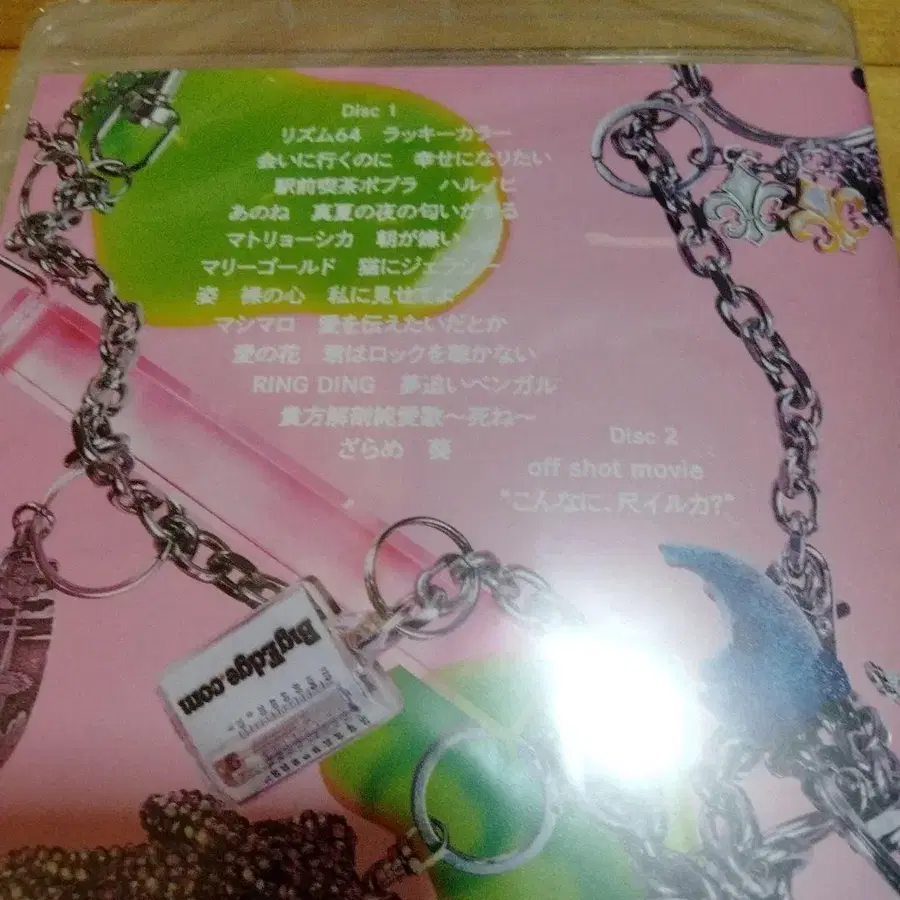 Disc 1
リズム64 ラッキーカラー
会いに行くのに 幸せになりたい
駅前喫茶ポプラ ハルノヒ
あのね 真夏の夜の匂いがする
マトリョーシカ 朝が嫌い
マリーゴールド 猫にジェラシー
姿 裸の心 私に見せてよ
マシマロ 愛を伝えたいだとか
愛の花 君はロックを聴かない
RING DING 夢追いベンガル
貴方解剖純愛歌〜死ね〜
ざらめ 葵
Disc 2
off shot movie
“こんなに、尺イルカ?”
BigEdge.com